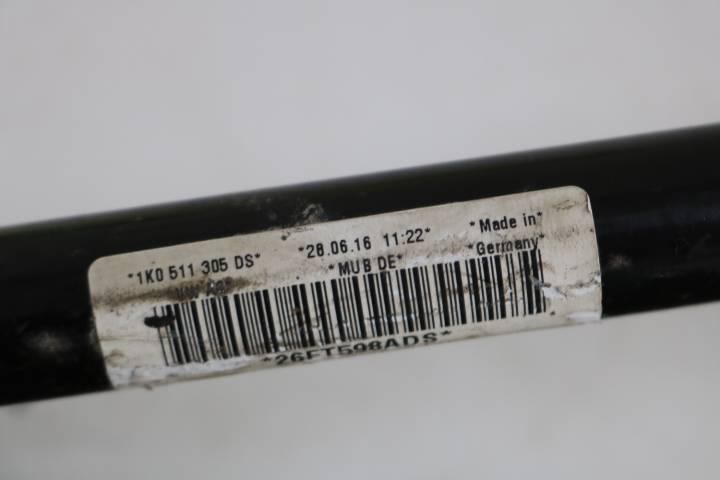 *1K0 511 305 DS* *28.06.16 11:22* *Made in*
*MUB DE* *Germany*
*26FT598ADS*